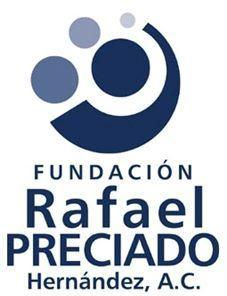 FUNDACIÓN
Rafael
PRECIADO
Hernández, A.C.